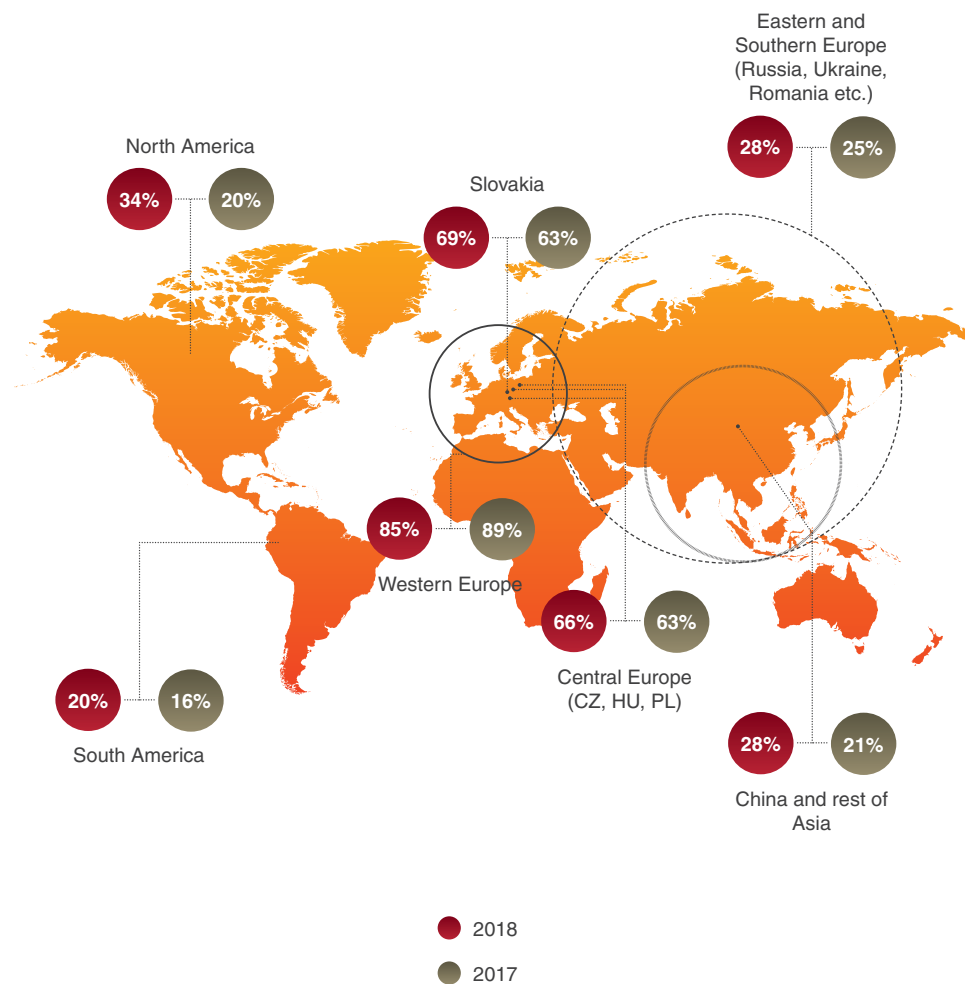 Eastern and
Southern Europe
(Russia, Ukraine,
Romania etc.)
28% 25%
North America
34% 20%
Slovakia
69% 63%
85% 89%
Western Europe
66% 63%
Central Europe
(CZ, HU, PL)
20% 16%
South America
28% 21%
China and rest of
Asia
2018
2017